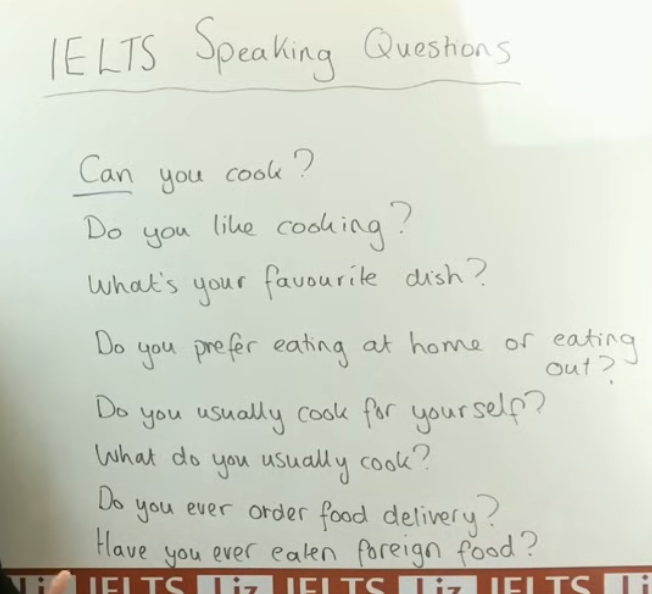 IELTS Speaking Questions
Can you cook?
Do you like cooking?
What's your favourite dish?
Do you prefer eating at home or eating
out?
Do you usually cook for yourself?
What do you usually cook?
Do you ever order food delivery?
Have you ever eaten foreign food?
Li IELTS Liz IELTS Liz IELTS Li